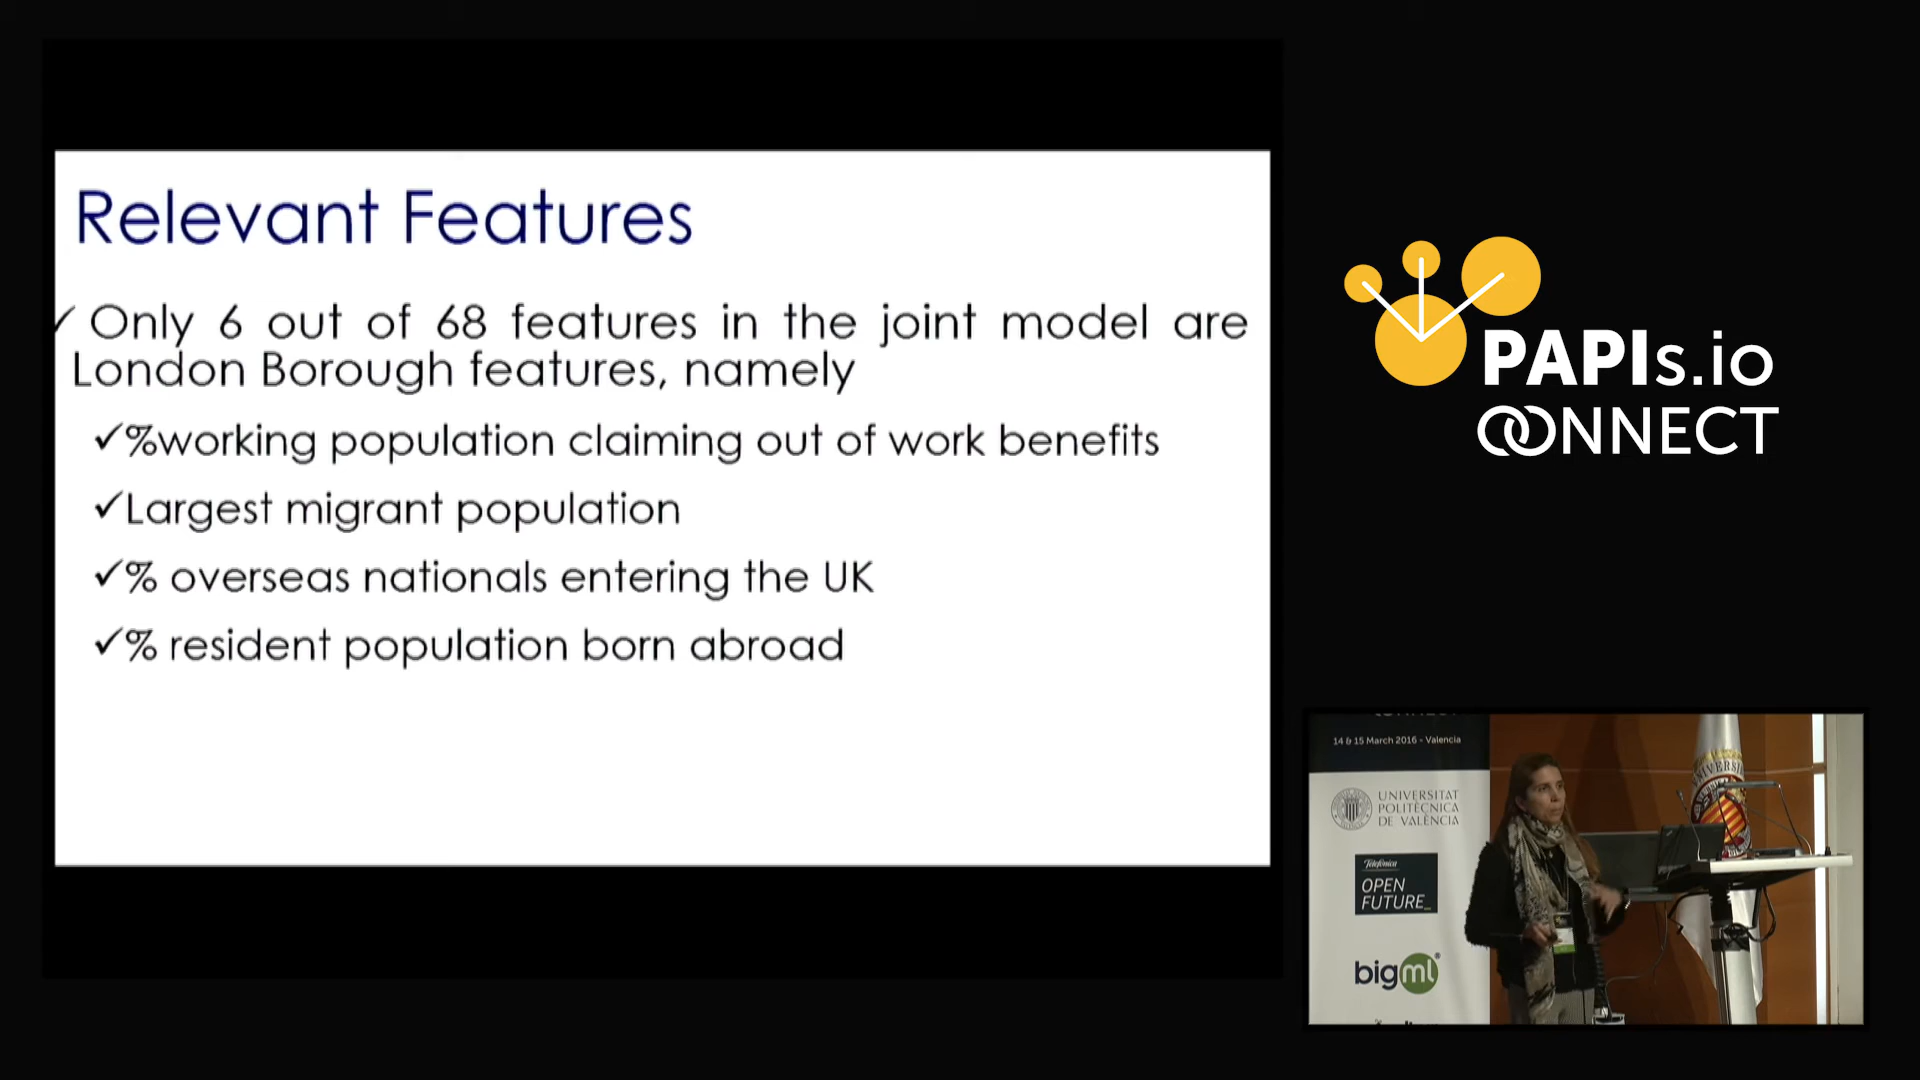 Relevant Features
✓ Only 6 out of 68 features in the joint model are
London Borough features, namely
✓%working population claiming out of work benefits
✓Largest migrant population
✓% overseas nationals entering the UK
✓% resident population born abroad
PAPIs.io
CONNECT
14 & 15 March 2016 - Valencia
UNIVERSITAT
POLITÈCNICA
DE VALÈNCIA
Telefónica
OPEN
FUTURE_
bigml